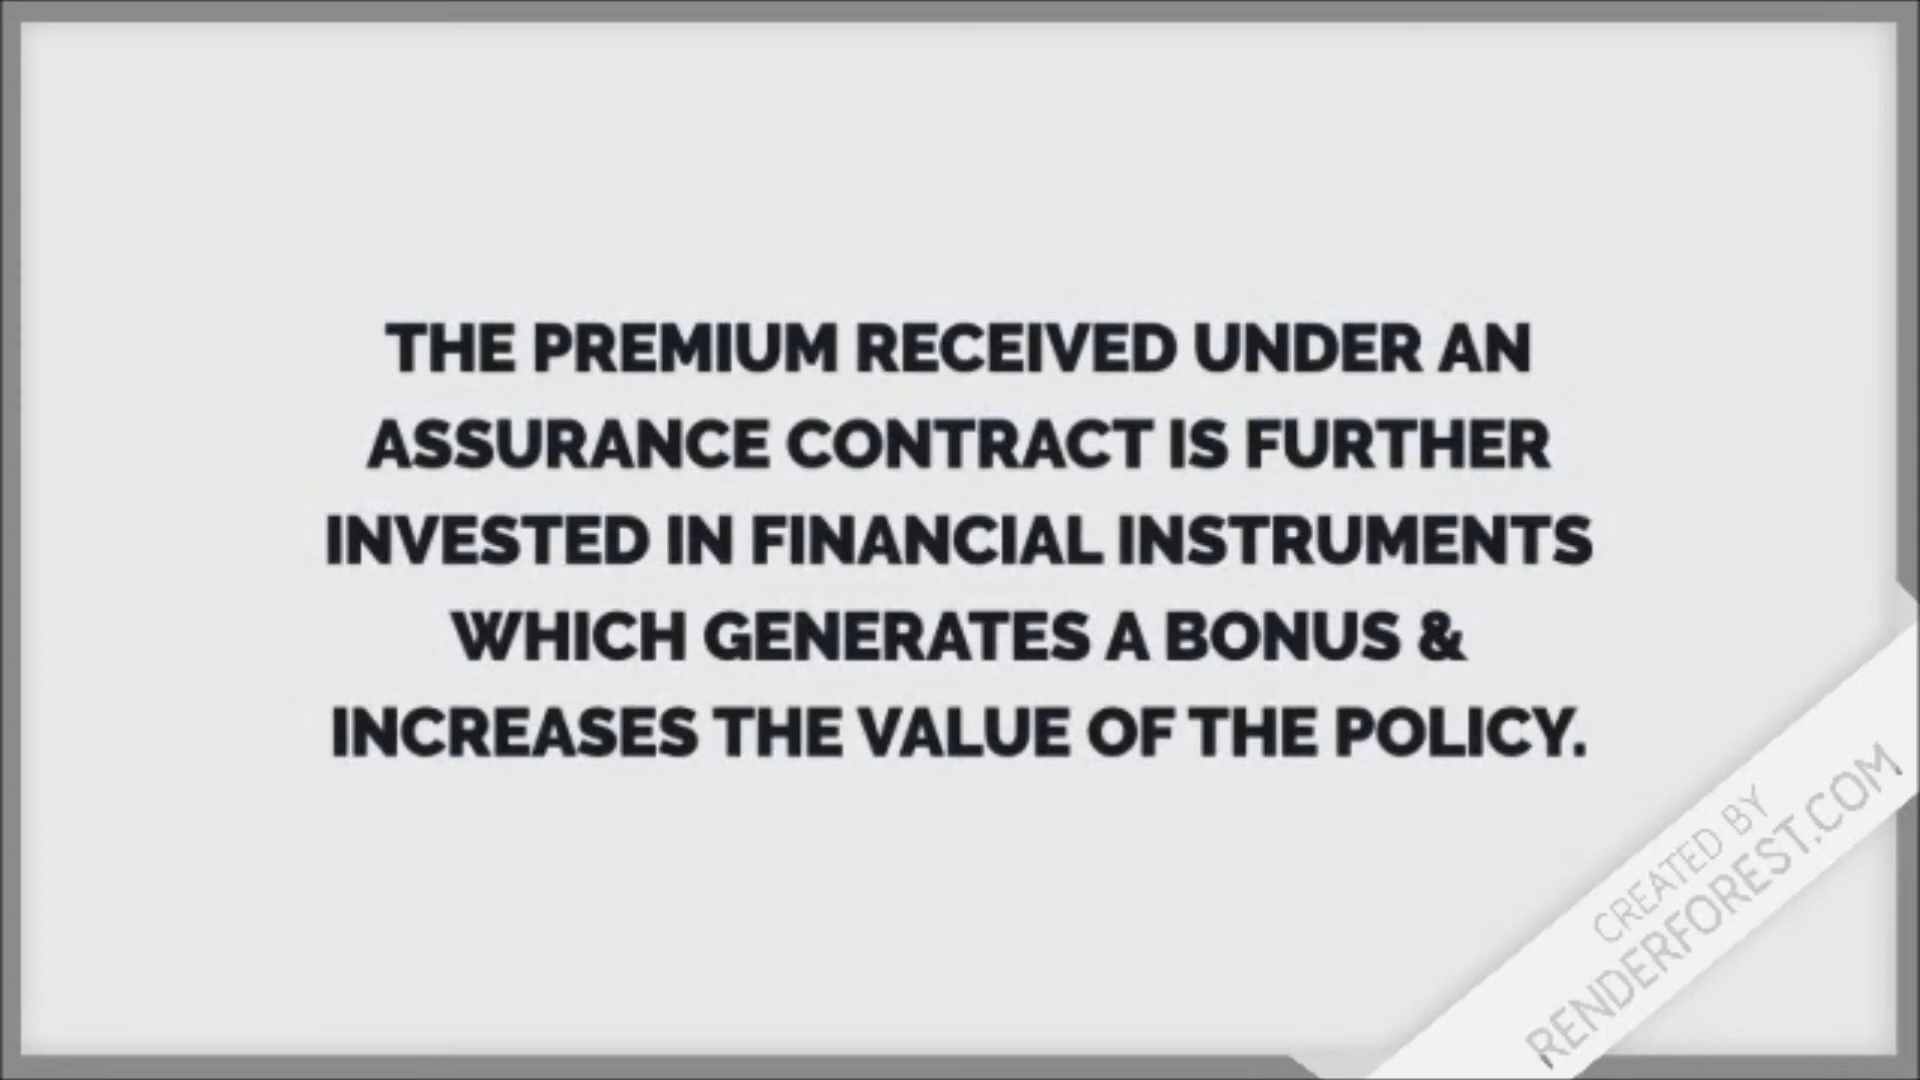 THE PREMIUM RECEIVED UNDER AN
ASSURANCE CONTRACT IS FURTHER
INVESTED IN FINANCIAL INSTRUMENTS
WHICH GENERATES A BONUS &
INCREASES THE VALUE OF THE POLICY.
CREATED BY
RENDERFOREST.COM